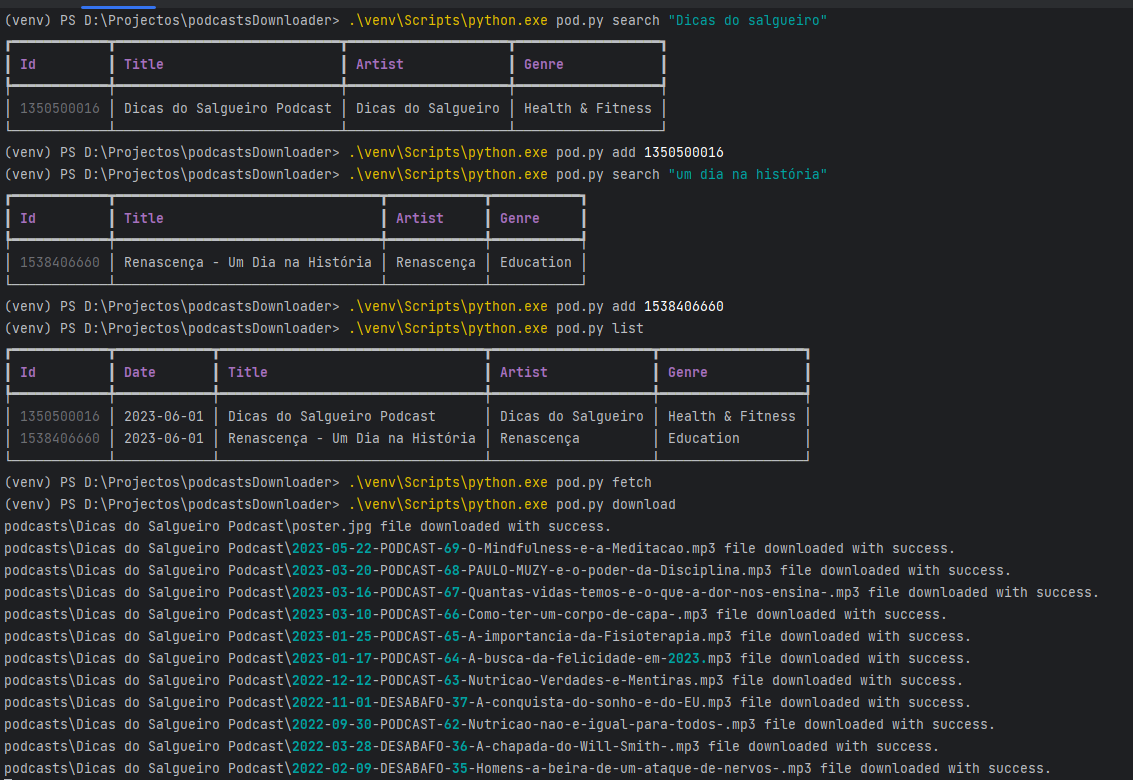 (venv) PS D:\Projectos\podcastsDownloader> .\venv\Scripts\python.exe pod.py search "Dicas do salgueiro"
Id Title Artist Genre
1350500016 Dicas do Salgueiro Podcast Dicas do Salgueiro Health & Fitness
(venv) PS D:\Projectos\podcastsDownloader> .\venv\Scripts\python.exe pod.py add 1350500016
(venv) PS D:\Projectos\podcastsDownloader> .\venv\Scripts\python.exe pod.py search "um dia na história"
Id Title Artist Genre
1538406660 Renascença - Um Dia na História Renascença Education
(venv) PS D:\Projectos\podcastsDownloader> .\venv\Scripts\python.exe pod.py add 1538406660
(venv) PS D:\Projectos\podcastsDownloader> .\venv\Scripts\python.exe pod.py list
Id Date Title Artist Genre
1350500016 2023-06-01 Dicas do Salgueiro Podcast Dicas do Salgueiro Health & Fitness
1538406660 2023-06-01 Renascença - Um Dia na História Renascença Education
(venv) PS D:\Projectos\podcastsDownloader> .\venv\Scripts\python.exe pod.py fetch
(venv) PS D:\Projectos\podcastsDownloader> .\venv\Scripts\python.exe pod.py download
podcasts\Dicas do Salgueiro Podcast\poster.jpg file downloaded with success.
podcasts\Dicas do Salgueiro Podcast\2023-05-22-PODCAST-69-O-Mindfulness-e-a-Meditacao.mp3 file downloaded with success.
podcasts\Dicas do Salgueiro Podcast\2023-03-20-PODCAST-68-PAULO-MUZY-e-o-poder-da-Disciplina.mp3 file downloaded with success.
podcasts\Dicas do Salgueiro Podcast\2023-03-16-PODCAST-67-Quantas-vidas-temos-e-o-que-a-dor-nos-ensina-.mp3 file downloaded with success.
podcasts\Dicas do Salgueiro Podcast\2023-03-10-PODCAST-66-Como-ter-um-corpo-de-capa-.mp3 file downloaded with success.
podcasts\Dicas do Salgueiro Podcast\2023-01-25-PODCAST-65-A-importancia-da-Fisioterapia.mp3 file downloaded with success.
podcasts\Dicas do Salgueiro Podcast\2023-01-17-PODCAST-64-A-busca-da-felicidade-em-2023.mp3 file downloaded with success.
podcasts\Dicas do Salgueiro Podcast\2022-12-12-PODCAST-63-Nutricao-Verdades-e-Mentiras.mp3 file downloaded with success.
podcasts\Dicas do Salgueiro Podcast\2022-11-01-DESABAFO-37-A-conquista-do-sonho-e-do-EU.mp3 file downloaded with success.
podcasts\Dicas do Salgueiro Podcast\2022-09-30-PODCAST-62-Nutricao-nao-e-igual-para-todos-.mp3 file downloaded with success.
podcasts\Dicas do Salgueiro Podcast\2022-03-28-DESABAFO-36-A-chapada-do-Will-Smith-.mp3 file downloaded with success.
podcasts\Dicas do Salgueiro Podcast\2022-02-09-DESABAFO-35-Homens-a-beira-de-um-ataque-de-nervos-.mp3 file downloaded with success.